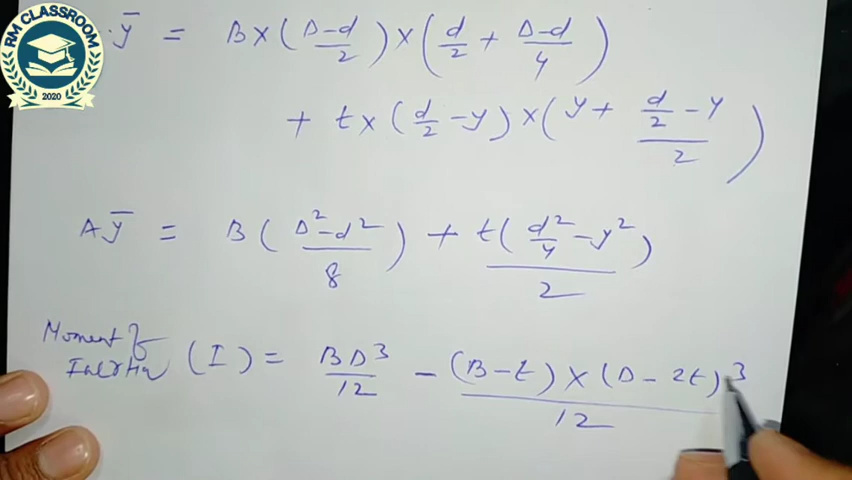 RM CLASSROOM
2020
. ȳ = B × ( (D-d)/2 ) × ( d/2 + (D-d)/4 )
+ t × ( d/2 - y ) × ( y + (d/2 - y)/2 )
Aȳ = B ( (D² - d²)/8 ) + t( d²/4 - y² )/2
Moment of
Inertia (I) = BD³/12 - (B-t) × (D - 2t)³/12